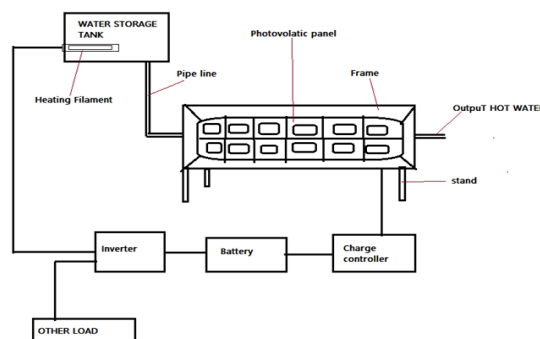 WATER STORAGE
TANK
Photovolatic panel
Pipe line
Frame
Heating Filament
OutpuT HOT WATE
stand
Inverter
Battery
Charge
controller
OTHER LOAD